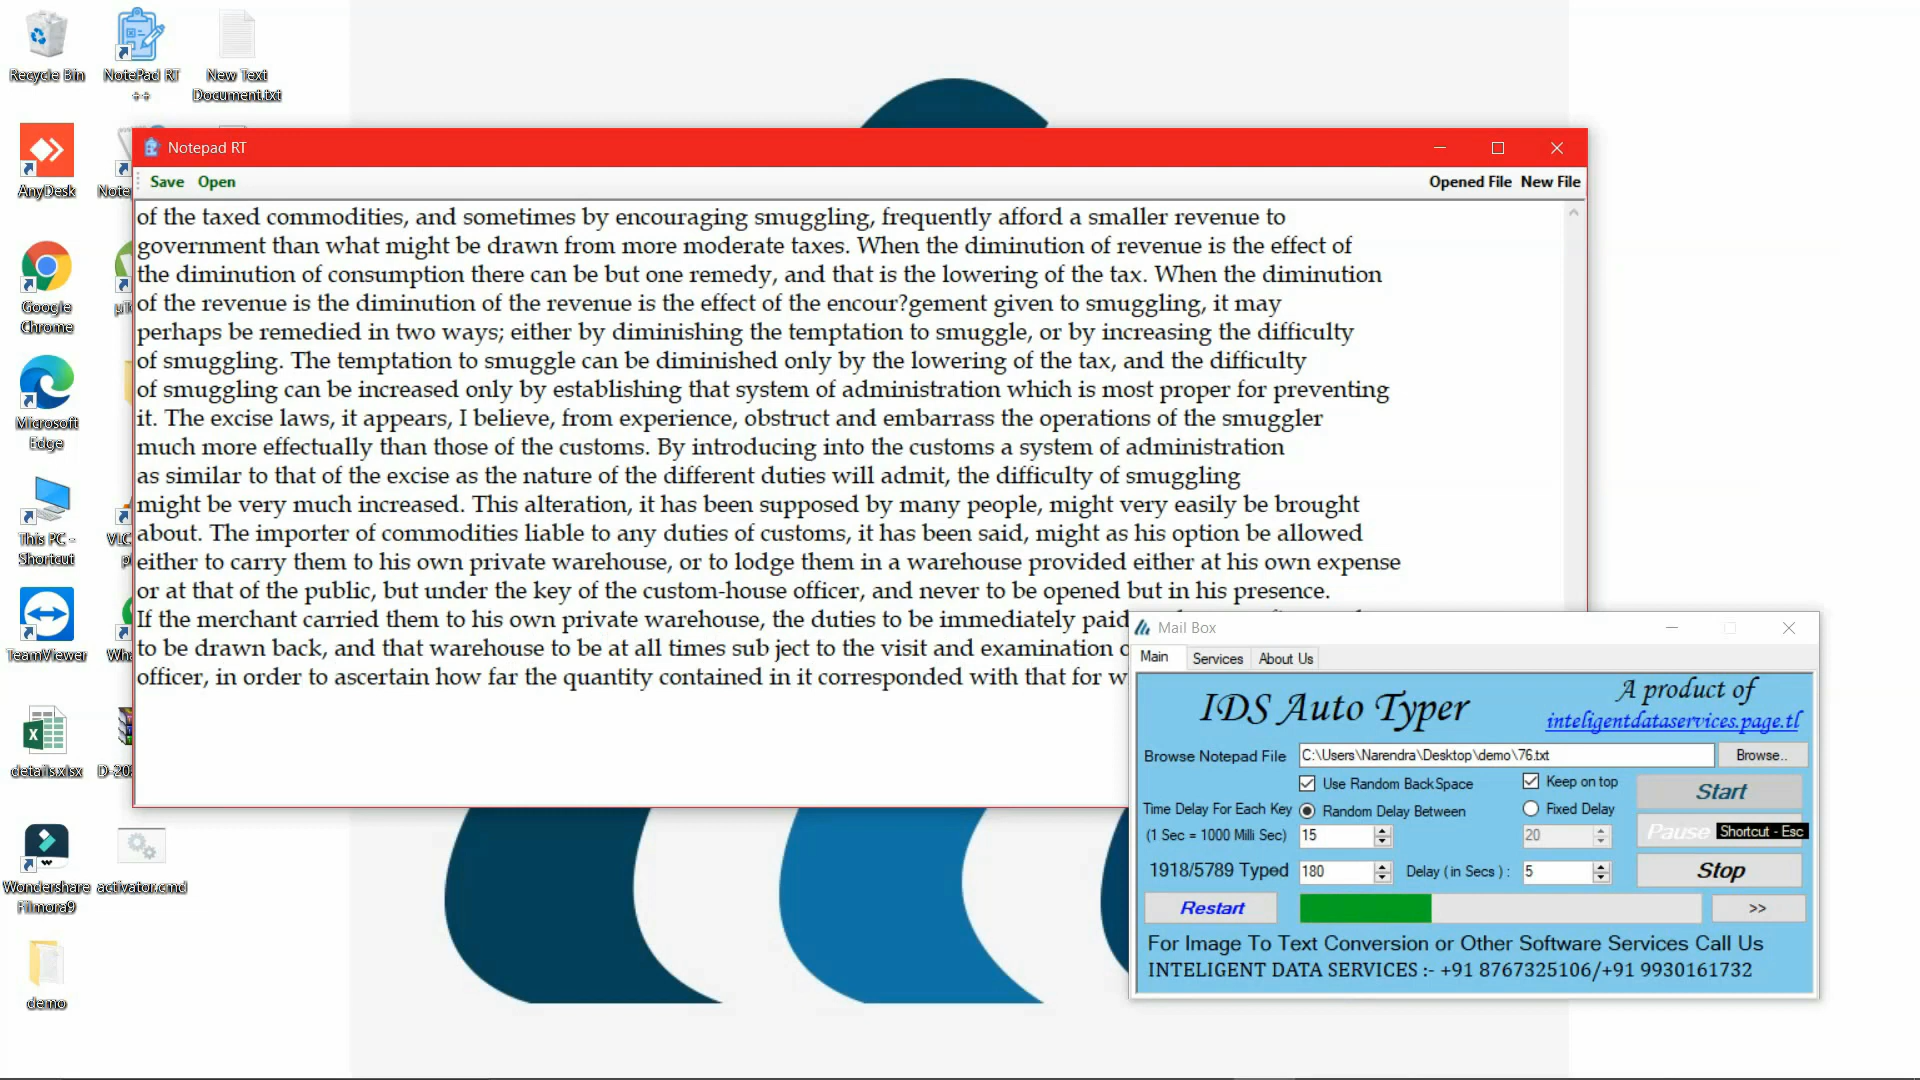 Recycle Bin
NotePad RT
++
New Text
Document.txt
AnyDesk
Google
Chrome
Microsoft
Edge
This PC -
Shortcut
TeamViewer
details.xlsx
Wondershare
Filmora9
activator.cmd
demo
Notepad RT
Save Open Opened File New File
of the taxed commodities, and sometimes by encouraging smuggling, frequently afford a smaller revenue to
government than what might be drawn from more moderate taxes. When the diminution of revenue is the effect of
the diminution of consumption there can be but one remedy, and that is the lowering of the tax. When the diminution
of the revenue is the diminution of the revenue is the effect of the encour?gement given to smuggling, it may
perhaps be remedied in two ways; either by diminishing the temptation to smuggle, or by increasing the difficulty
of smuggling. The temptation to smuggle can be diminished only by the lowering of the tax, and the difficulty
of smuggling can be increased only by establishing that system of administration which is most proper for preventing
it. The excise laws, it appears, I believe, from experience, obstruct and embarrass the operations of the smuggler
much more effectually than those of the customs. By introducing into the customs a system of administration
as similar to that of the excise as the nature of the different duties will admit, the difficulty of smuggling
might be very much increased. This alteration, it has been supposed by many people, might very easily be brought
about. The importer of commodities liable to any duties of customs, it has been said, might as his option be allowed
either to carry them to his own private warehouse, or to lodge them in a warehouse provided either at his own expense
or at that of the public, but under the key of the custom-house officer, and never to be opened but in his presence.
If the merchant carried them to his own private warehouse, the duties to be immediately paid
to be drawn back, and that warehouse to be at all times sub ject to the visit and examination
officer, in order to ascertain how far the quantity contained in it corresponded with that for
Mail Box
Main Services About Us
IDS Auto Typer
A product of
inteligentdataservices.page.tl
Browse Notepad File C:\Users\Narendra\Desktop\demo\76.txt Browse..
Use Random BackSpace Keep on top Start
Time Delay For Each Key Random Delay Between Fixed Delay
(1 Sec = 1000 Milli Sec) 15 20 Pause Shortcut - Esc
1918/5789 Typed 180 Delay ( in Secs ) : 5 Stop
Restart >>
For Image To Text Conversion or Other Software Services Call Us
INTELIGENT DATA SERVICES :- +91 8767325106/+91 9930161732